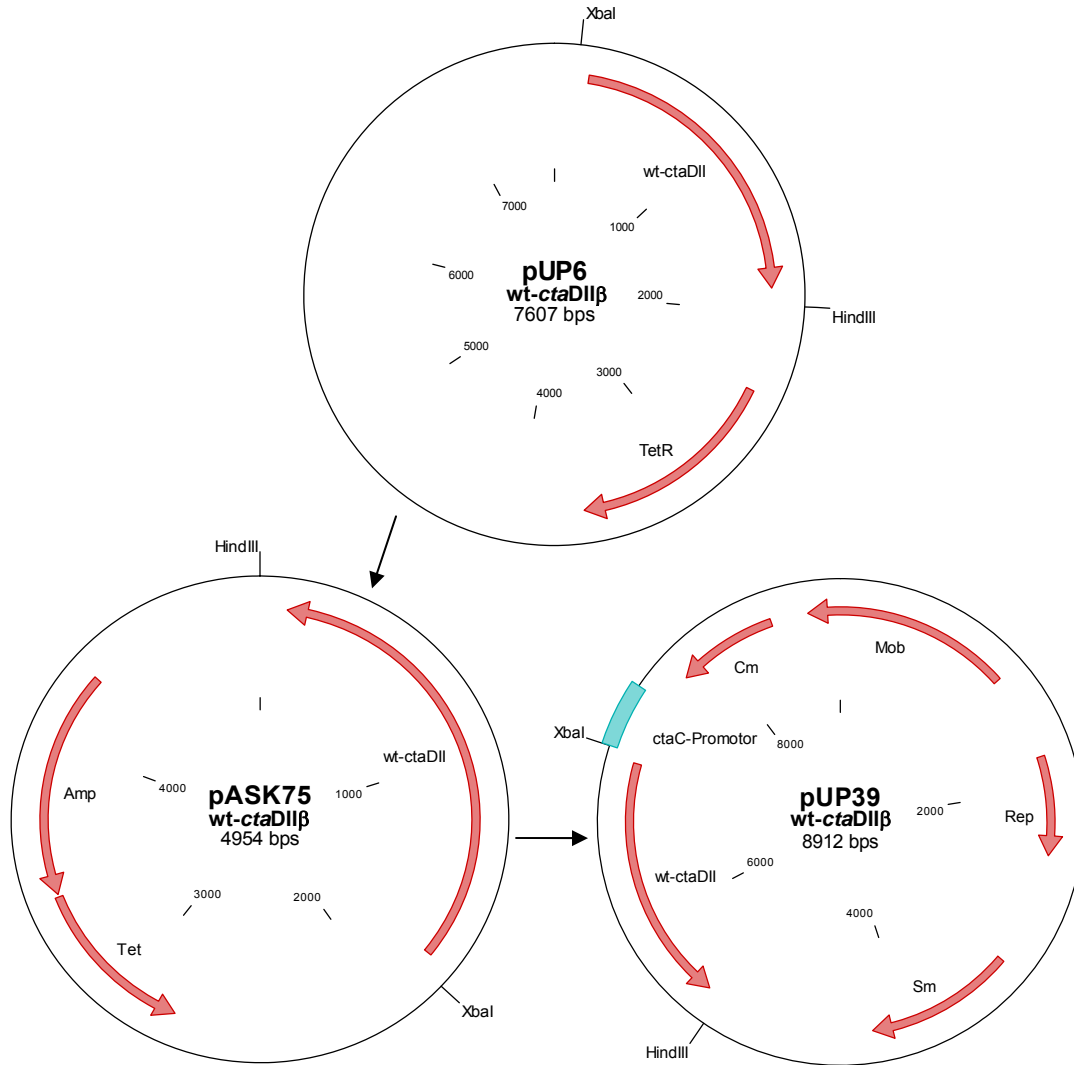 XbaI
wt-ctaDII
7000
1000
pUP6
wt-ctaDIIβ
7607 bps
6000
2000
HindIII
5000
4000
3000
TetR
HindIII
wt-ctaDII
Amp
4000
1000
pASK75
wt-ctaDIIβ
4954 bps
3000
2000
Tet
XbaI
Mob
Cm
XbaI
ctaC-Promotor
8000
pUP39
wt-ctaDIIβ
8912 bps
2000
Rep
wt-ctaDII
6000
4000
Sm
HindIII